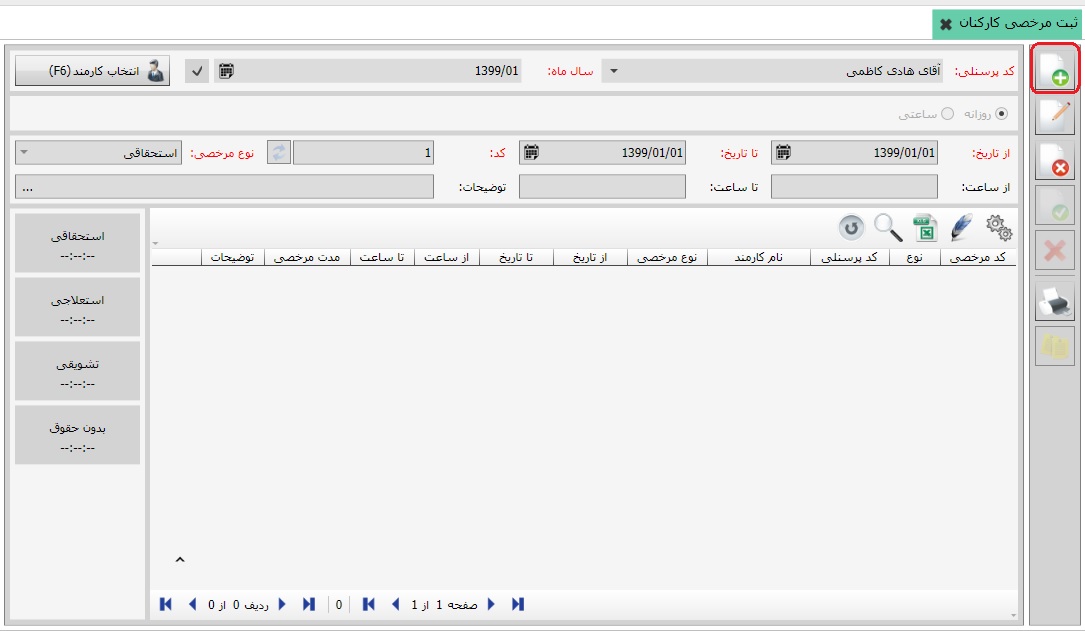 ثبت مرخصی کارکنان
کد پرسنلی: آقای هادی کاظمی سال ماه: 1399/01 انتخاب کارمند (F6)
روزانه ساعتی
از تاریخ: 1399/01/01 تا تاریخ: 1399/01/01 کد: 1 نوع مرخصی: استحقاقی
از ساعت: تا ساعت: توضیحات: ...
کد مرخصی نوع کد پرسنلی نام کارمند نوع مرخصی از تاریخ تا تاریخ از ساعت تا ساعت مدت مرخصی توضیحات
استحقاقی
--:--:--
استعلاجی
--:--:--
تشویقی
--:--:--
بدون حقوق
--:--:--
صفحه 1 از 1 0 ردیف 0 از 0